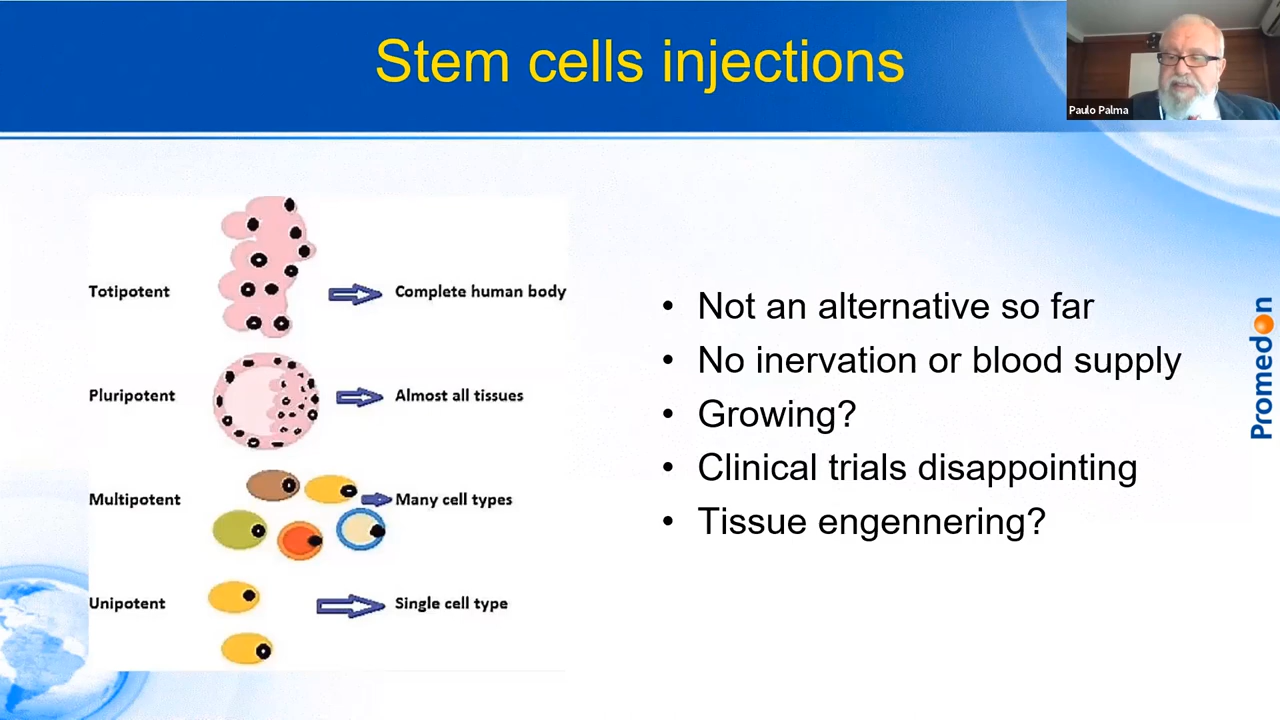 Stem cells injections
Paulo Palma
Totipotent
Complete human body
Pluripotent
Almost all tissues
Multipotent
Many cell types
Unipotent
Single cell type
• Not an alternative so far
• No inervation or blood supply
• Growing?
• Clinical trials disappointing
• Tissue engennering?
Promedon